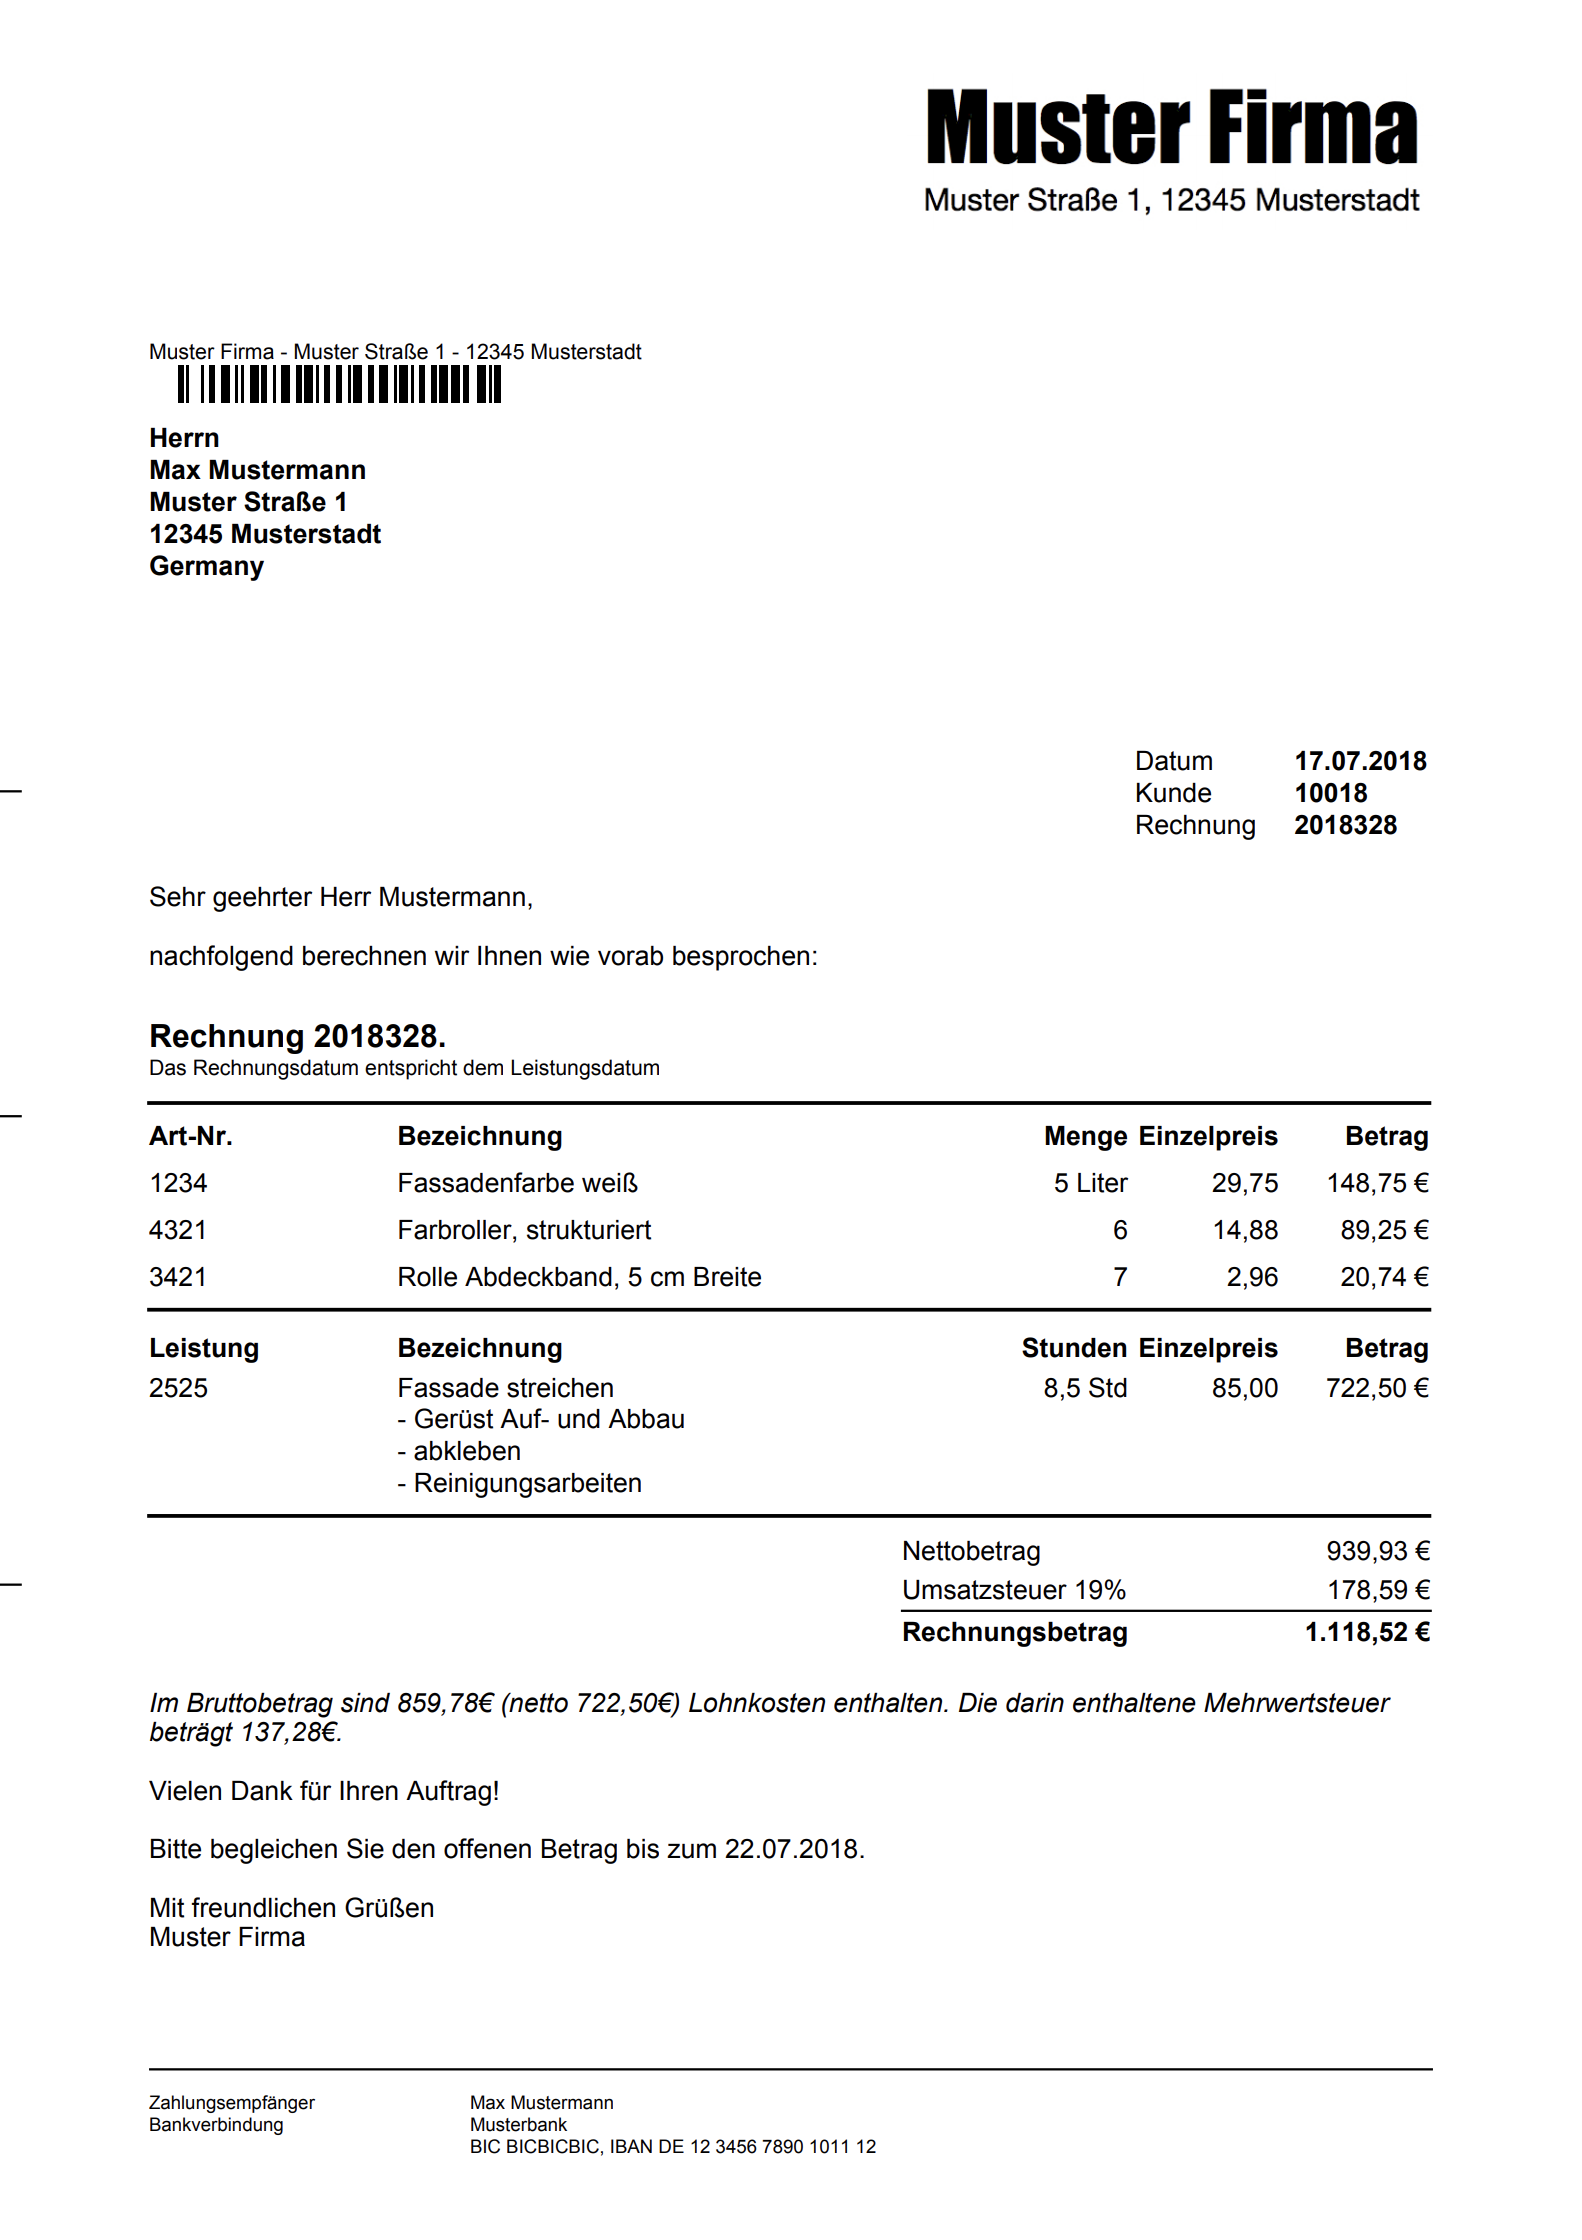 Muster Firma
Muster Straße 1, 12345 Musterstadt
Muster Firma - Muster Straße 1 - 12345 Musterstadt
Herrn
Max Mustermann
Muster Straße 1
12345 Musterstadt
Germany
Datum 17.07.2018
Kunde 10018
Rechnung 2018328
Sehr geehrter Herr Mustermann,
nachfolgend berechnen wir Ihnen wie vorab besprochen:
Rechnung 2018328.
Das Rechnungsdatum entspricht dem Leistungsdatum
Art-Nr. Bezeichnung Menge Einzelpreis Betrag
1234 Fassadenfarbe weiß 5 Liter 29,75 148,75 €
4321 Farbroller, strukturiert 6 14,88 89,25 €
3421 Rolle Abdeckband, 5 cm Breite 7 2,96 20,74 €
Leistung Bezeichnung Stunden Einzelpreis Betrag
2525 Fassade streichen 8,5 Std 85,00 722,50 €
- Gerüst Auf- und Abbau
- abkleben
- Reinigungsarbeiten
Nettobetrag 939,93 €
Umsatzsteuer 19% 178,59 €
Rechnungsbetrag 1.118,52 €
Im Bruttobetrag sind 859,78€ (netto 722,50€) Lohnkosten enthalten. Die darin enthaltene Mehrwertsteuer
beträgt 137,28€.
Vielen Dank für Ihren Auftrag!
Bitte begleichen Sie den offenen Betrag bis zum 22.07.2018.
Mit freundlichen Grüßen
Muster Firma
Zahlungsempfänger Max Mustermann
Bankverbindung Musterbank
BIC BICBICBIC, IBAN DE 12 3456 7890 1011 12